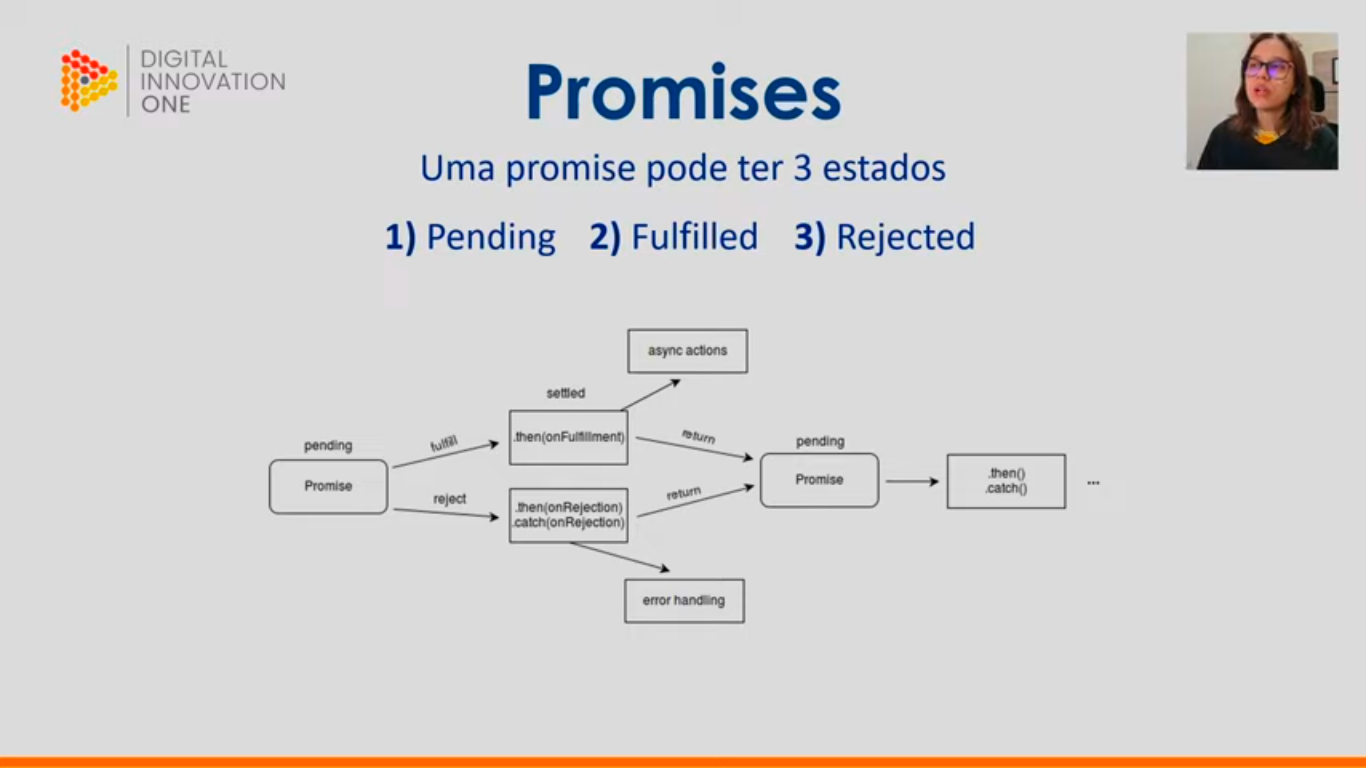 DIGITAL
INNOVATION
ONE
Promises
Uma promise pode ter 3 estados
1) Pending 2) Fulfilled 3) Rejected
async actions
settled
.then(onFulfillment)
pending
Promise
fulfill
reject
.then(onRejection)
.catch(onRejection)
return
return
pending
Promise
.then()
.catch()
...
error handling